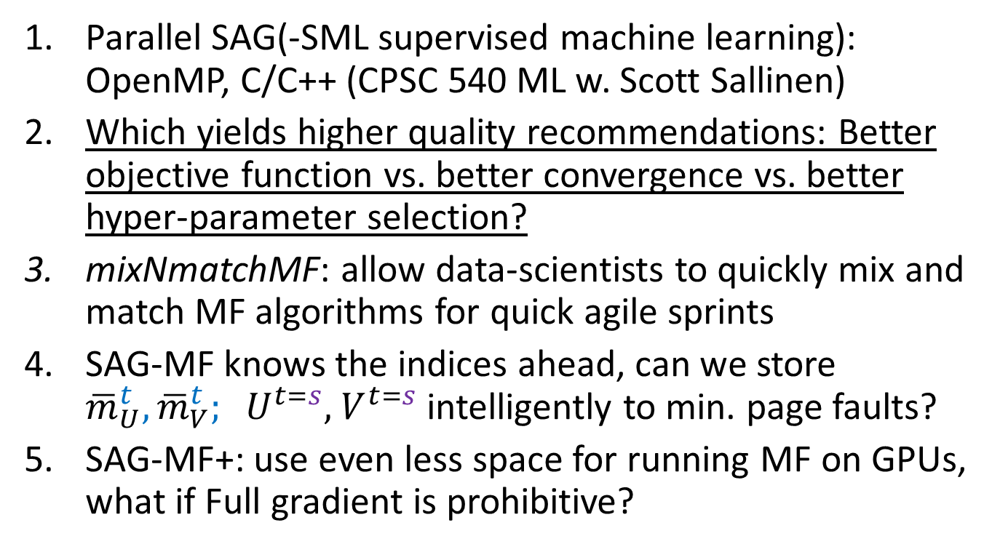 1. Parallel SAG(-SML supervised machine learning):
OpenMP, C/C++ (CPSC 540 ML w. Scott Sallinen)
2. Which yields higher quality recommendations: Better
objective function vs. better convergence vs. better
hyper-parameter selection?
3. mixNmatchMF: allow data-scientists to quickly mix and
match MF algorithms for quick agile sprints
4. SAG-MF knows the indices ahead, can we store
m̅_U^t, m̅_V^t; U^{t=s}, V^{t=s} intelligently to min. page faults?
5. SAG-MF+: use even less space for running MF on GPUs,
what if Full gradient is prohibitive?